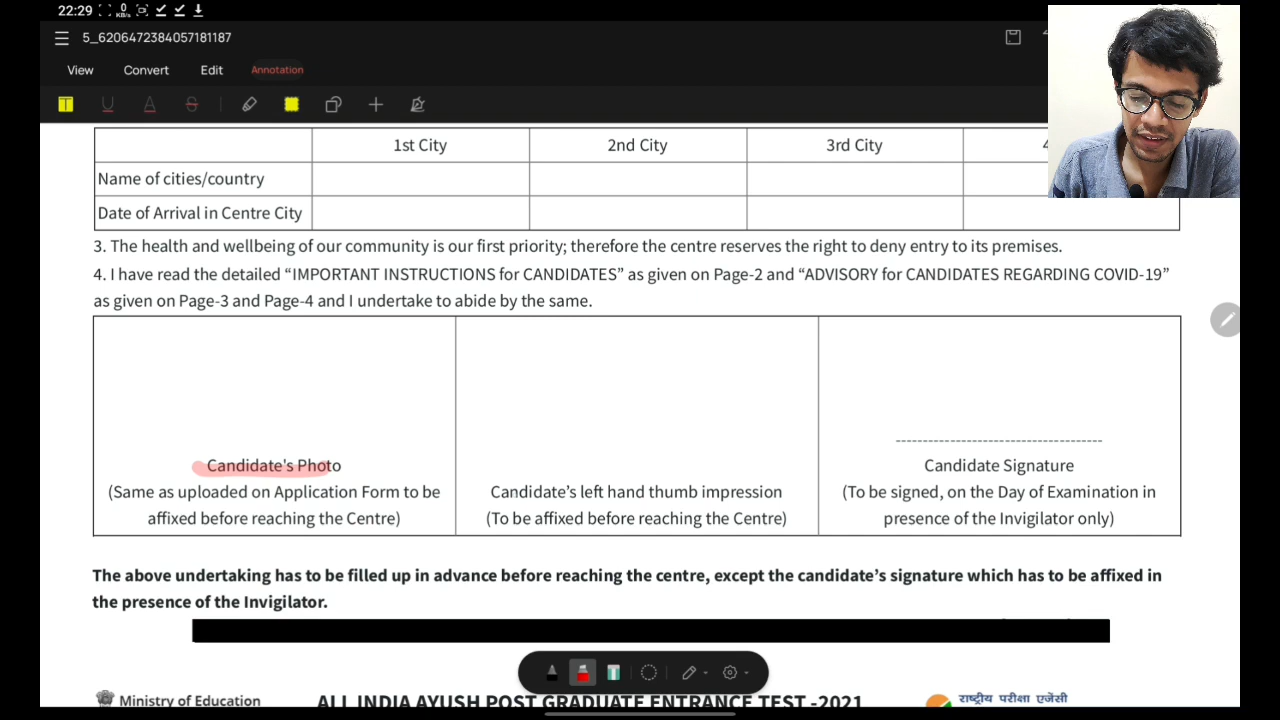 22:29 0 KB/s
5_6206472384057181187
View Convert Edit Annotation
T U A S
1st City 2nd City 3rd City
Name of cities/country
Date of Arrival in Centre City
3. The health and wellbeing of our community is our first priority; therefore the centre reserves the right to deny entry to its premises.
4. I have read the detailed “IMPORTANT INSTRUCTIONS for CANDIDATES” as given on Page-2 and “ADVISORY for CANDIDATES REGARDING COVID-19”
as given on Page-3 and Page-4 and I undertake to abide by the same.
Candidate's Photo
(Same as uploaded on Application Form to be
affixed before reaching the Centre)
Candidate’s left hand thumb impression
(To be affixed before reaching the Centre)
Candidate Signature
(To be signed, on the Day of Examination in
presence of the Invigilator only)
The above undertaking has to be filled up in advance before reaching the centre, except the candidate’s signature which has to be affixed in
the presence of the Invigilator.
Ministry of Education ALL INDIA AYUSH POST GRADUATE ENTRANCE TEST -2021 राष्ट्रीय परीक्षा एजेंसी